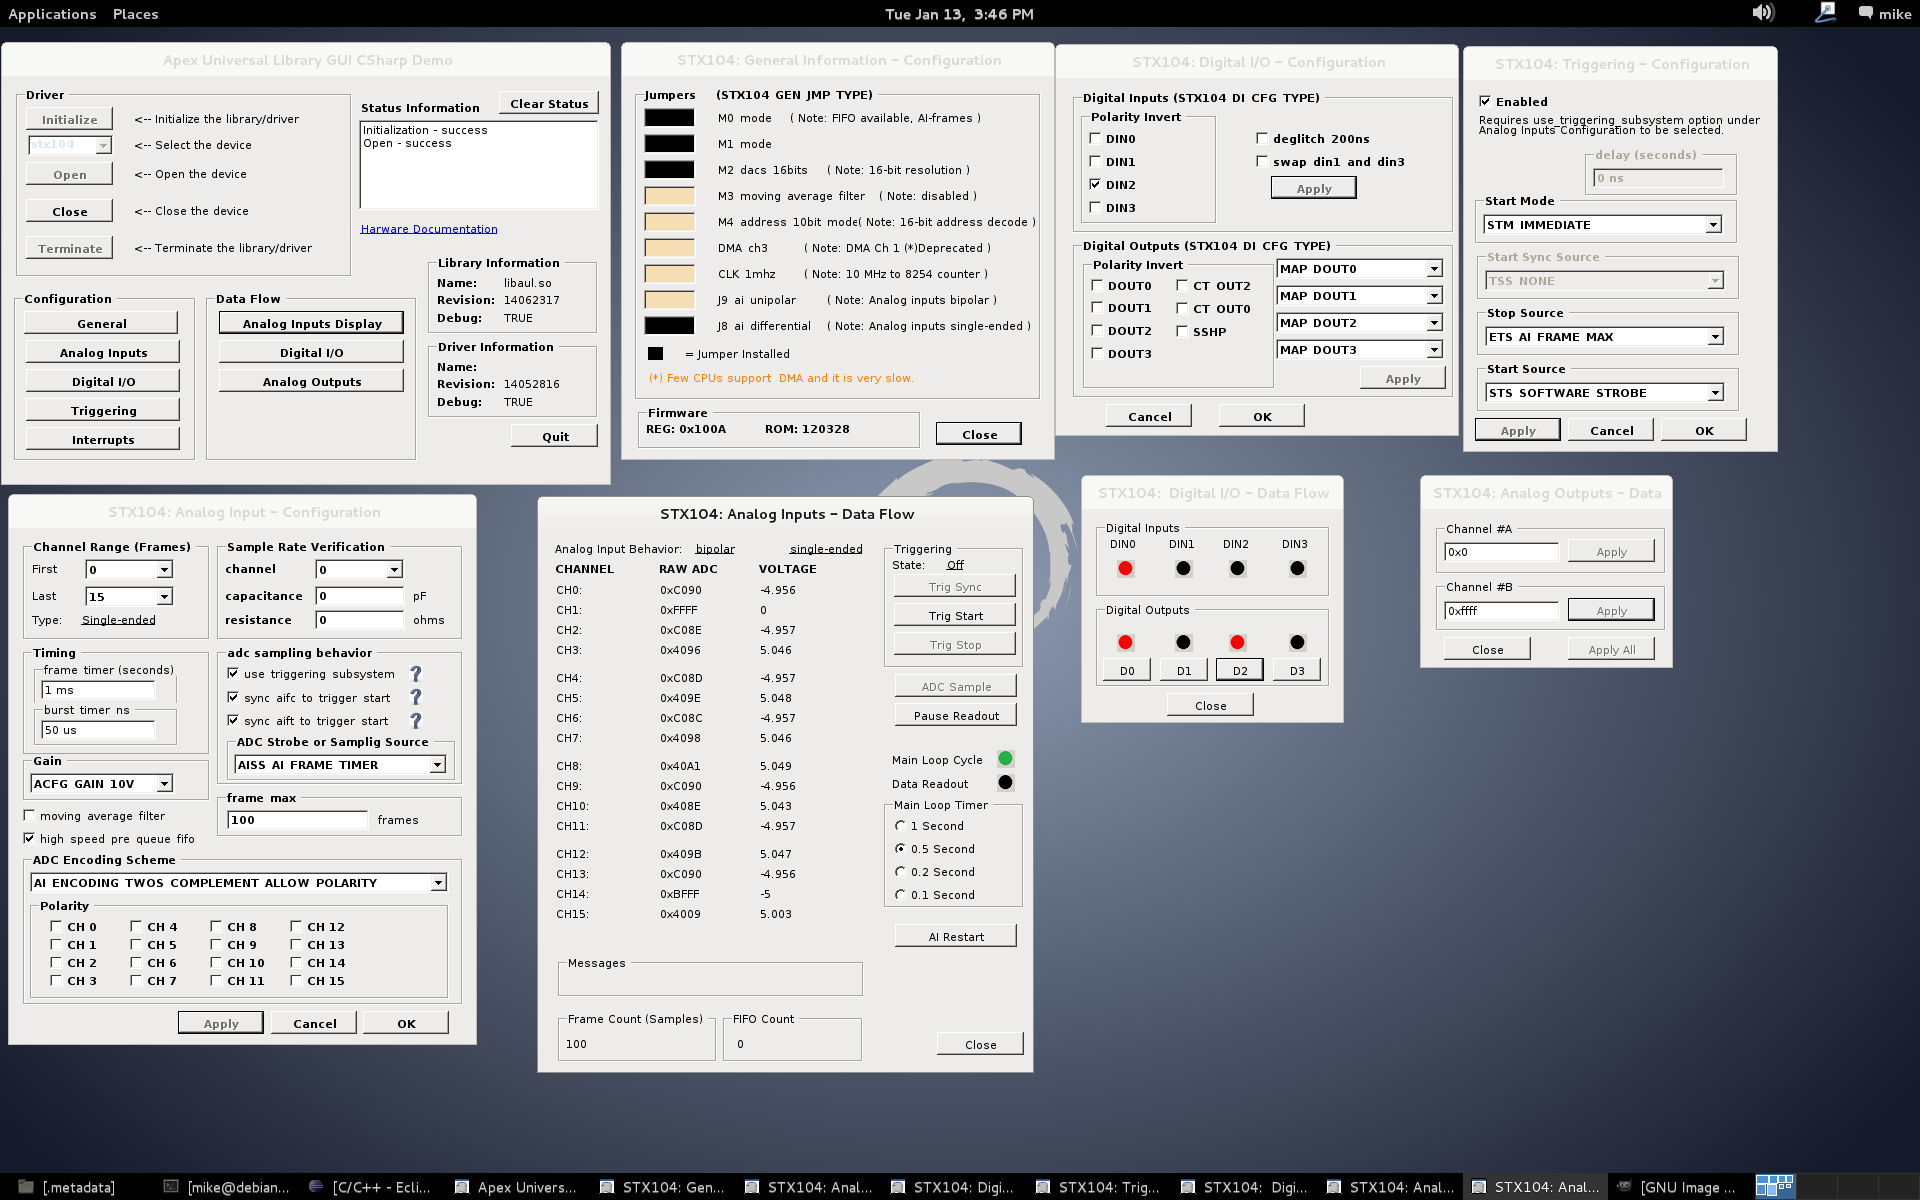 Applications Places
Tue Jan 13, 3:46 PM
mike
Apex Universal Library GUI CSharp Demo
Driver
Initialize <-- Initialize the library/driver
stx104 <-- Select the device
Open <-- Open the device
Close <-- Close the device
Terminate <-- Terminate the library/driver
Status Information
Clear Status
Initialization - success
Open - success
Harware Documentation
Library Information
Name: libaul.so
Revision: 14062317
Debug: TRUE
Driver Information
Name:
Revision: 14052816
Debug: TRUE
Configuration
General
Analog Inputs
Digital I/O
Triggering
Interrupts
Data Flow
Analog Inputs Display
Digital I/O
Analog Outputs
Quit
STX104: General Information - Configuration
Jumpers (STX104 GEN JMP TYPE)
M0 mode ( Note: FIFO available, AI-frames )
M1 mode
M2 dacs 16bits ( Note: 16-bit resolution )
M3 moving average filter ( Note: disabled )
M4 address 10bit mode( Note: 16-bit address decode )
DMA ch3 ( Note: DMA Ch 1 (*)Deprecated )
CLK 1mhz ( Note: 10 MHz to 8254 counter )
J9 ai unipolar ( Note: Analog inputs bipolar )
J8 ai differential ( Note: Analog inputs single-ended )
= Jumper Installed
(*) Few CPUs support DMA and it is very slow.
Firmware
REG: 0x100A ROM: 120328
Close
STX104: Digital I/O - Configuration
Digital Inputs (STX104 DI CFG TYPE)
Polarity Invert
DIN0
DIN1
DIN2
DIN3
deglitch 200ns
swap din1 and din3
Apply
Digital Outputs (STX104 DI CFG TYPE)
Polarity Invert
DOUT0 CT OUT2
DOUT1 CT OUT0
DOUT2 SSHP
DOUT3
MAP DOUT0
MAP DOUT1
MAP DOUT2
MAP DOUT3
Apply
Cancel OK
STX104: Triggering - Configuration
Enabled
Requires use_triggering_subsystem option under
Analog Inputs Configuration to be selected.
delay (seconds)
0 ns
Start Mode
STM IMMEDIATE
Start Sync Source
TSS NONE
Stop Source
ETS AI FRAME MAX
Start Source
STS SOFTWARE STROBE
Apply Cancel OK
STX104: Analog Input - Configuration
Channel Range (Frames)
First 0
Last 15
Type: Single-ended
Sample Rate Verification
channel 0
capacitance 0 pF
resistance 0 ohms
Timing
frame timer (seconds)
1 ms
burst timer ns
50 us
Gain
ACFG GAIN 10V
moving average filter
high speed pre queue fifo
adc sampling behavior
use triggering subsystem ?
sync aifc to trigger start ?
sync aift to trigger start ?
ADC Strobe or Samplig Source
AISS AI FRAME TIMER
frame max
100 frames
ADC Encoding Scheme
AI ENCODING TWOS COMPLEMENT ALLOW POLARITY
Polarity
CH 0 CH 4 CH 8 CH 12
CH 1 CH 5 CH 9 CH 13
CH 2 CH 6 CH 10 CH 14
CH 3 CH 7 CH 11 CH 15
Apply Cancel OK
STX104: Analog Inputs - Data Flow
Analog Input Behavior: bipolar single-ended
CHANNEL RAW ADC VOLTAGE
CH0: 0xC090 -4.956
CH1: 0xFFFF 0
CH2: 0xC08E -4.957
CH3: 0x4096 5.046
CH4: 0xC08D -4.957
CH5: 0x409E 5.048
CH6: 0xC08C -4.957
CH7: 0x4098 5.046
CH8: 0x40A1 5.049
CH9: 0xC090 -4.956
CH10: 0x408E 5.043
CH11: 0xC08D -4.957
CH12: 0x409B 5.047
CH13: 0xC090 -4.956
CH14: 0xBFFF -5
CH15: 0x4009 5.003
Messages
Frame Count (Samples)
100
FIFO Count
0
Triggering
State: Off
Trig Sync
Trig Start
Trig Stop
ADC Sample
Pause Readout
Main Loop Cycle
Data Readout
Main Loop Timer
1 Second
0.5 Second
0.2 Second
0.1 Second
AI Restart
Close
STX104: Digital I/O - Data Flow
Digital Inputs
DIN0 DIN1 DIN2 DIN3
Digital Outputs
D0 D1 D2 D3
Close
STX104: Analog Outputs - Data
Channel #A
0x0 Apply
Channel #B
0xffff Apply
Close Apply All
[.metadata] [mike@debian... [C/C++ - Ecli... Apex Univers... STX104: Gen... STX104: Anal... STX104: Digi... STX104: Trig... STX104: Digi... STX104: Anal... STX104: Anal... [GNU Image ...